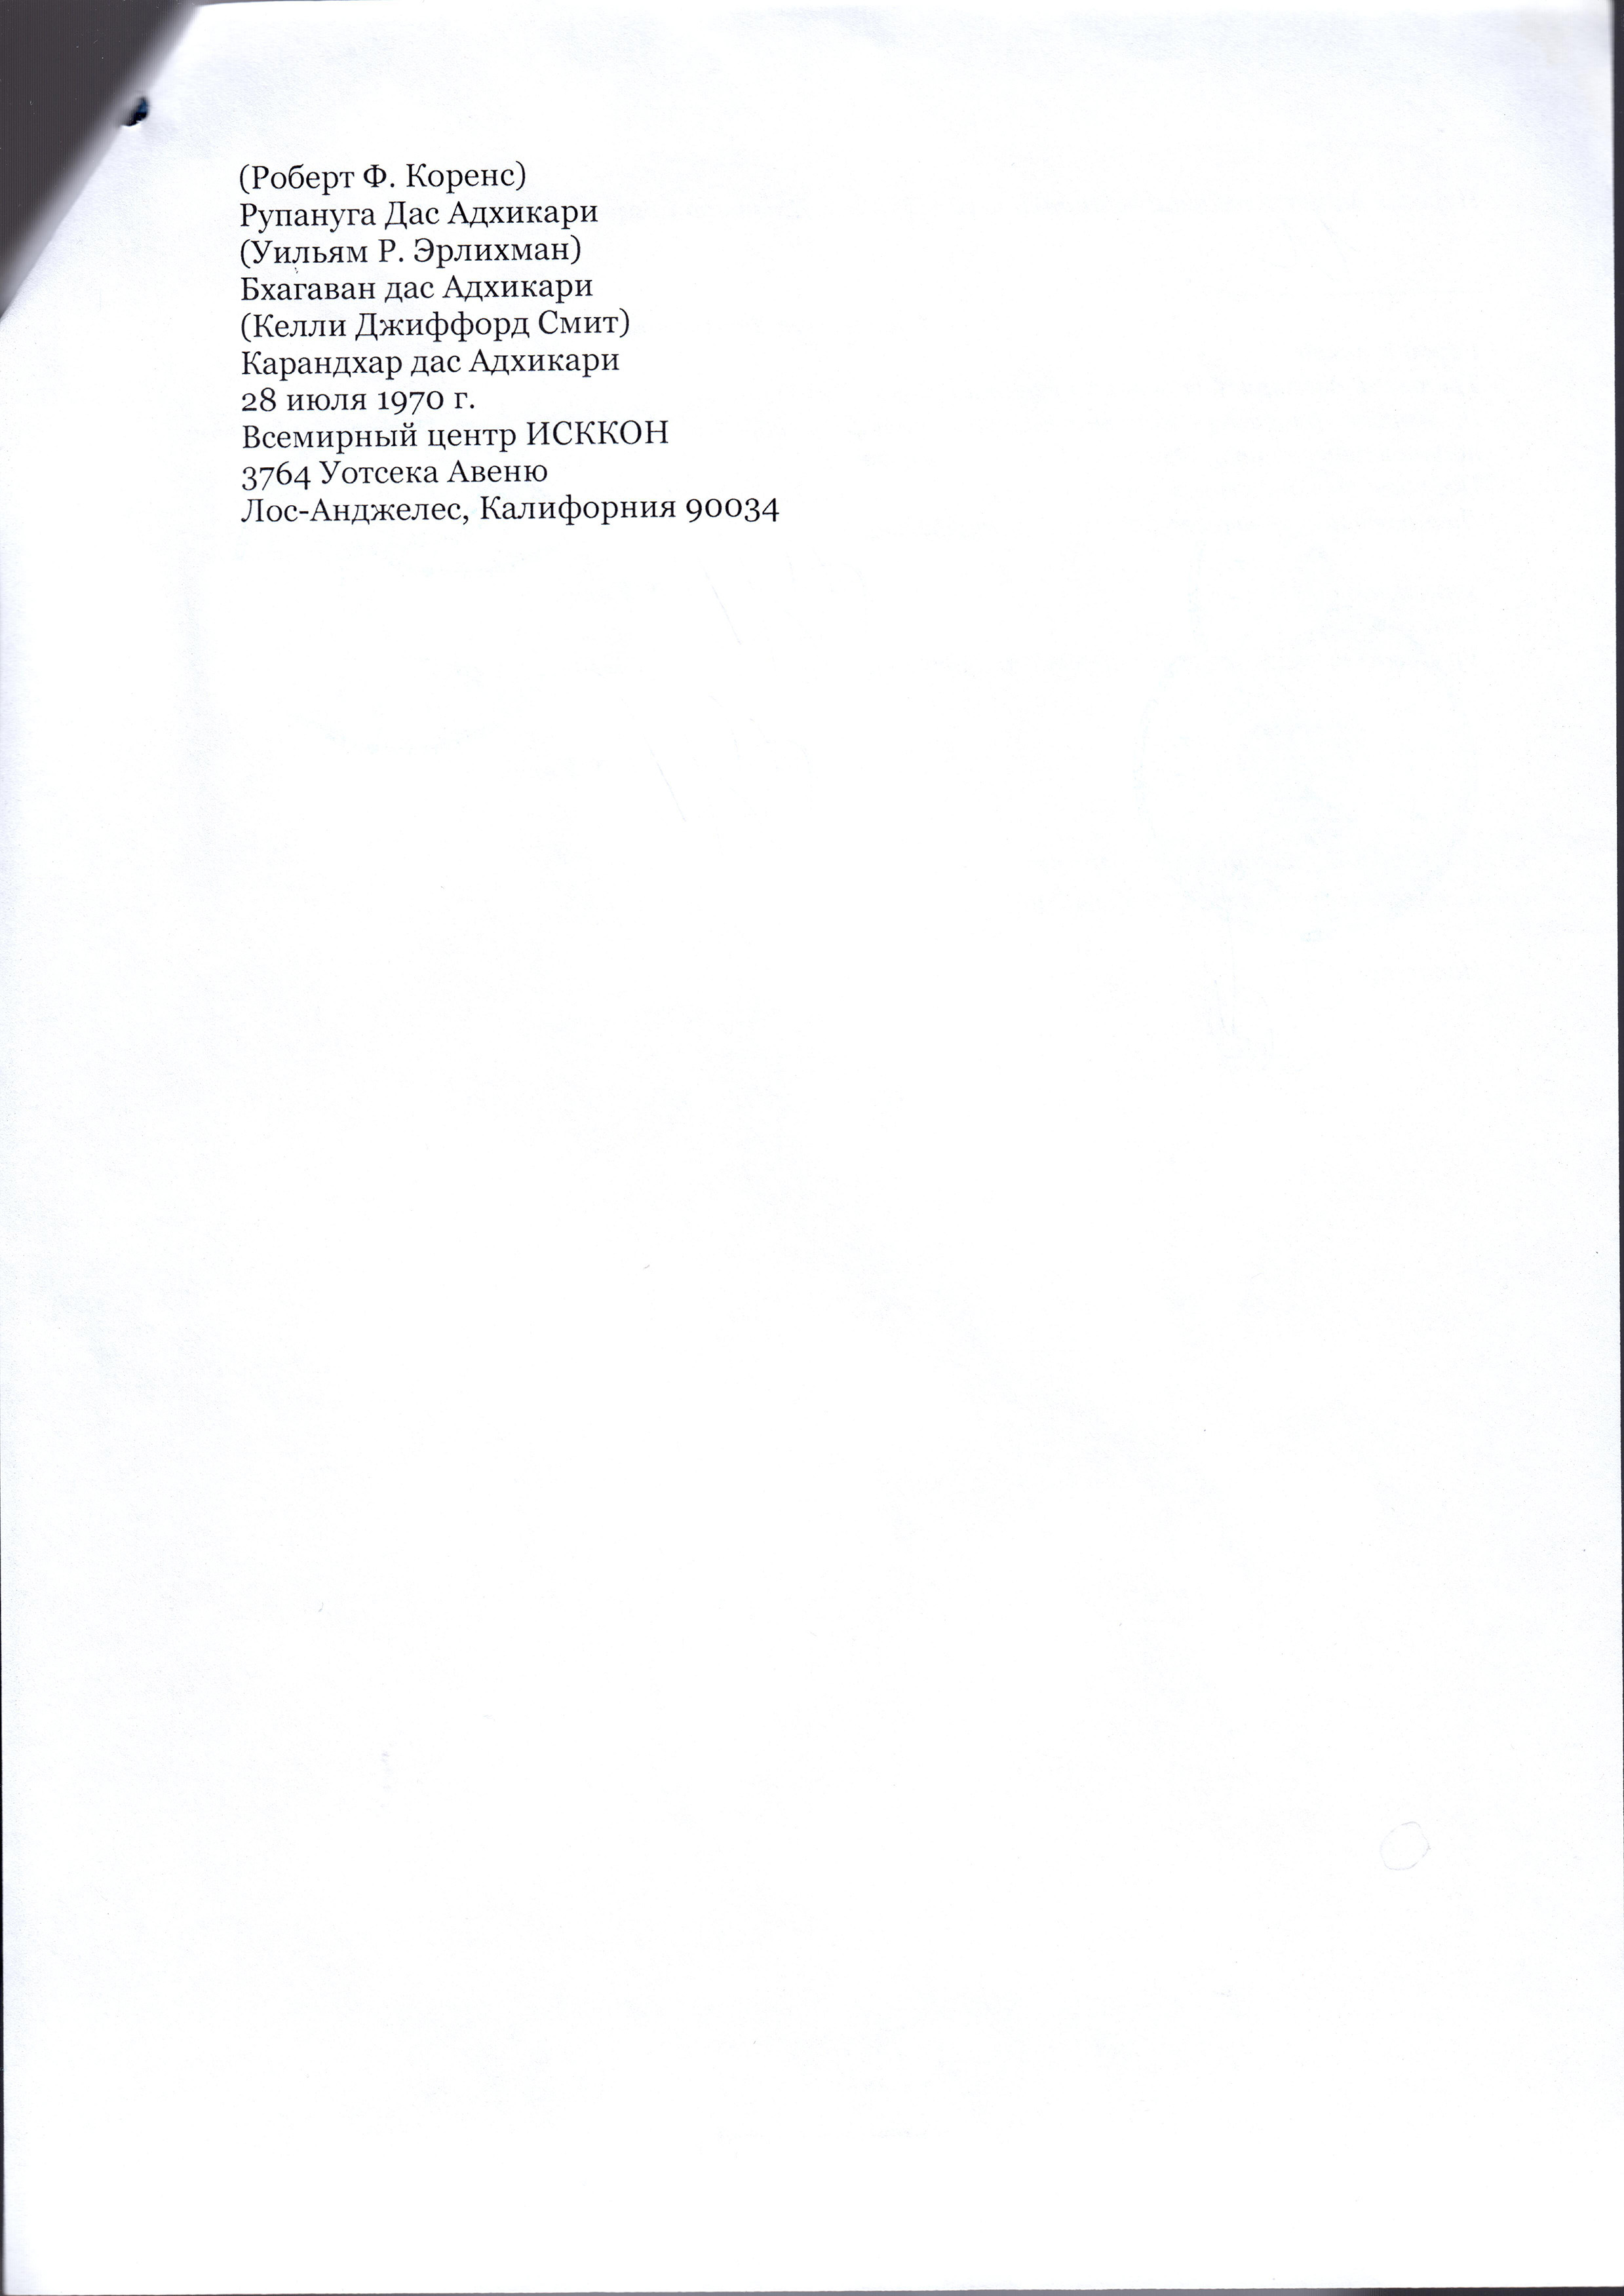 (Роберт Ф. Коренс)
Рупануга Дас Адхикари
(Уильям Р. Эрлихман)
Бхагаван дас Адхикари
(Келли Джиффорд Смит)
Карандхар дас Адхикари
28 июля 1970 г.
Всемирный центр ИСККОН
3764 Уотсека Авеню
Лос-Анджелес, Калифорния 90034